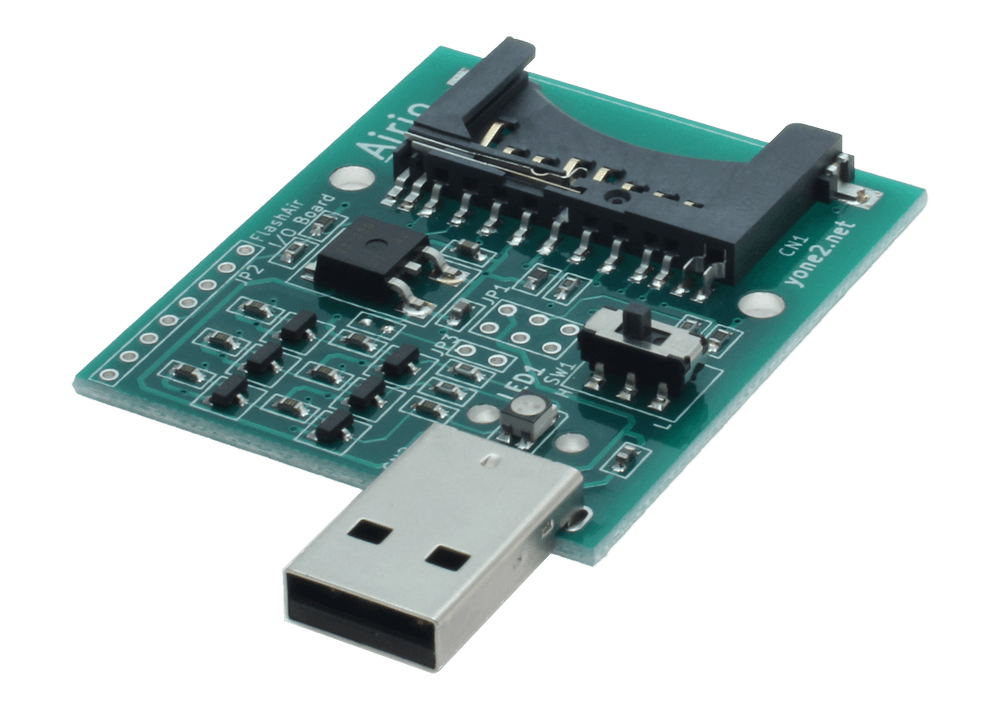 Airio
FlashAir
I/O Board
JP2
JP1
JP3
CN1
yone2.net
SW1
H
L
LED1